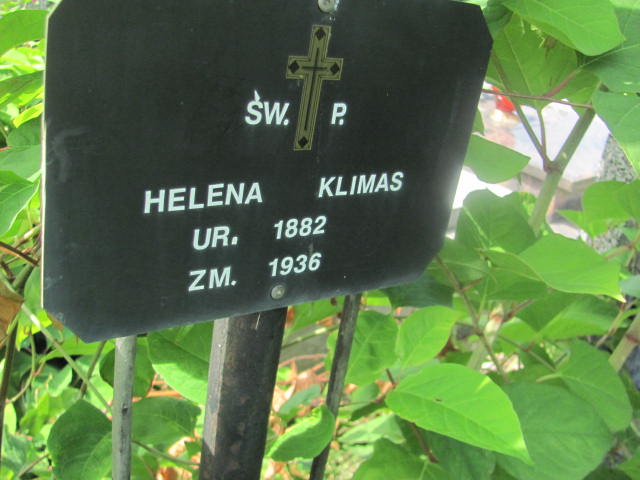 ŚW. P.
HELENA KLIMAS
UR. 1882
ZM. 1936